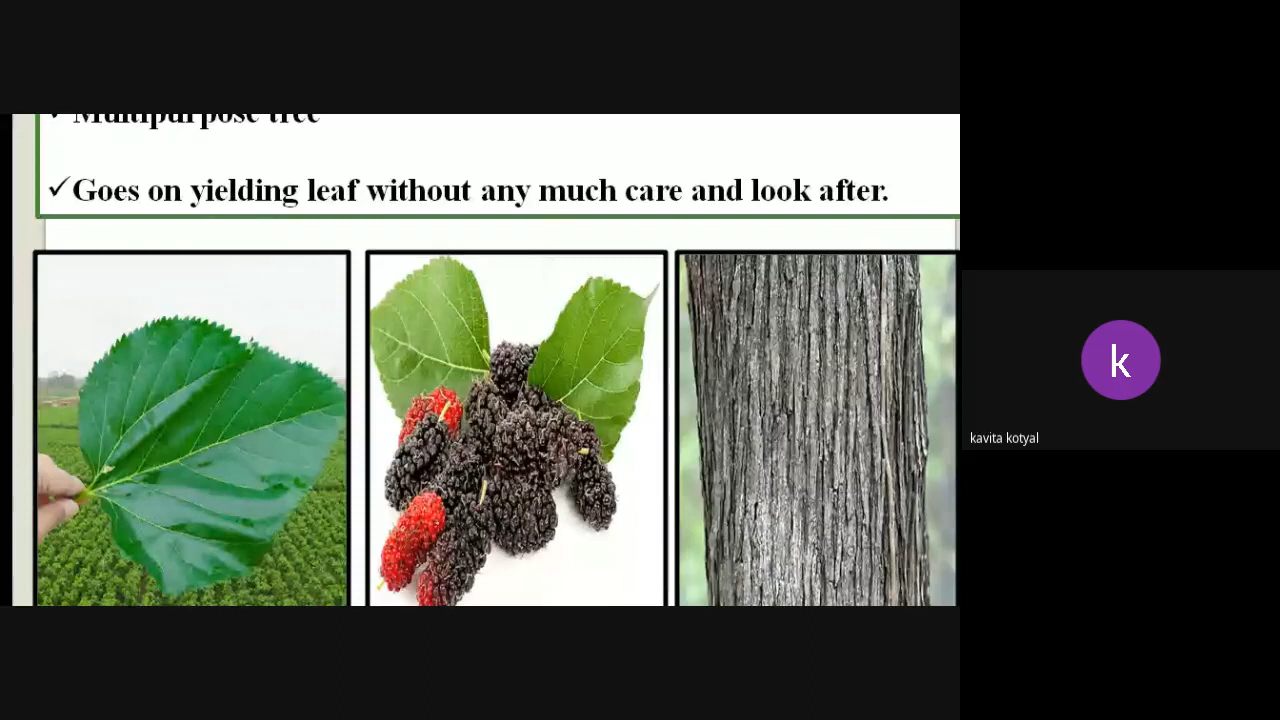 ✓ Multipurpose tree
✓Goes on yielding leaf without any much care and look after.
k
kavita kotyal